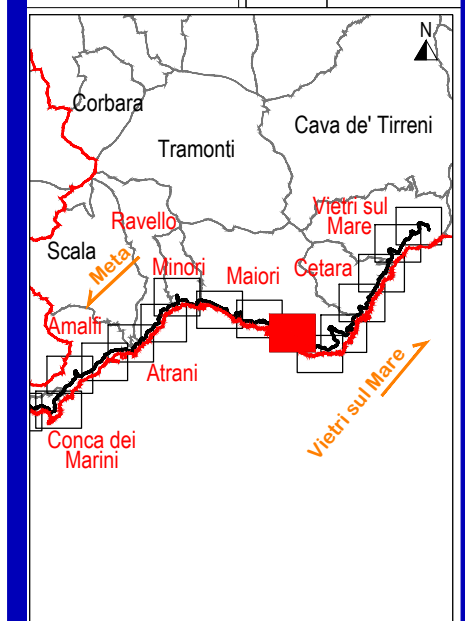 N
Corbara
Cava de' Tirreni
Tramonti
Vietri sul
Mare
Ravello
Scala
Meta
Minori
Maiori
Cetara
Amalfi
Atrani
Vietri sul Mare
Conca dei
Marini